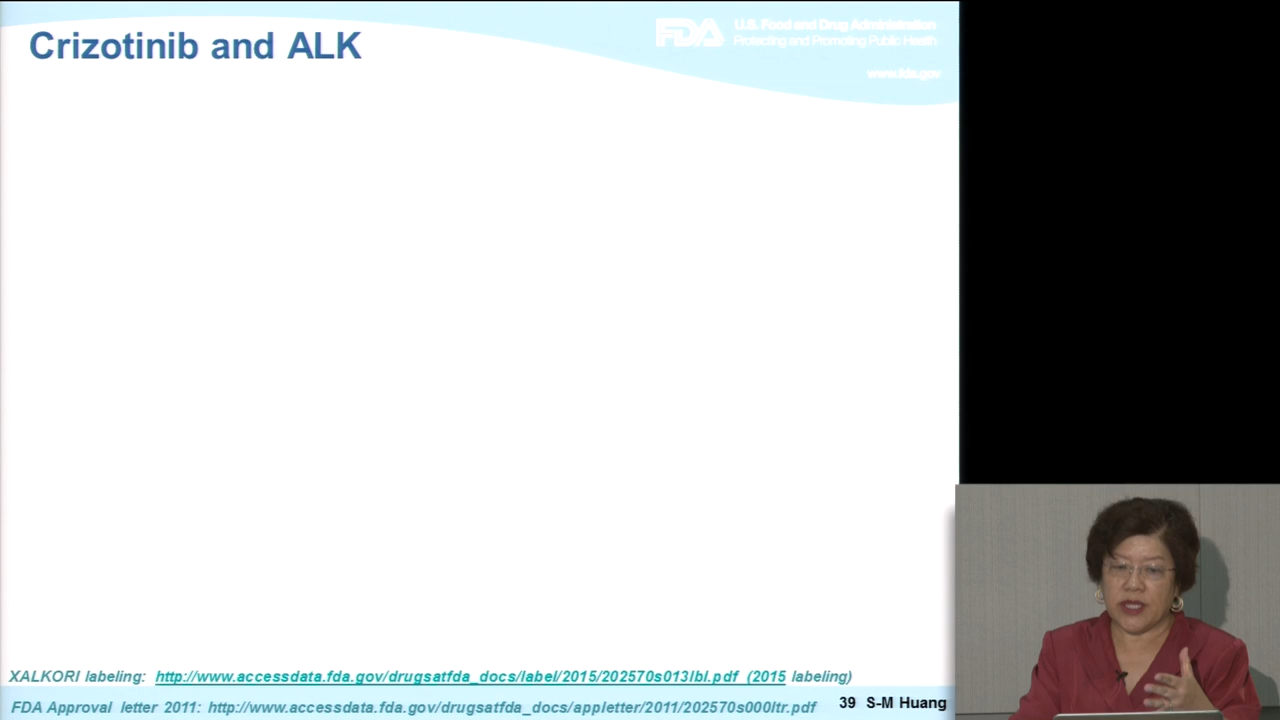 Crizotinib and ALK
FDA U.S. Food and Drug Administration
Protecting and Promoting Public Health
www.fda.gov
XALKORI labeling: http://www.accessdata.fda.gov/drugsatfda_docs/label/2015/202570s013lbl.pdf (2015 labeling)
FDA Approval letter 2011: http://www.accessdata.fda.gov/drugsatfda_docs/appletter/2011/202570s000ltr.pdf
39 S-M Huang